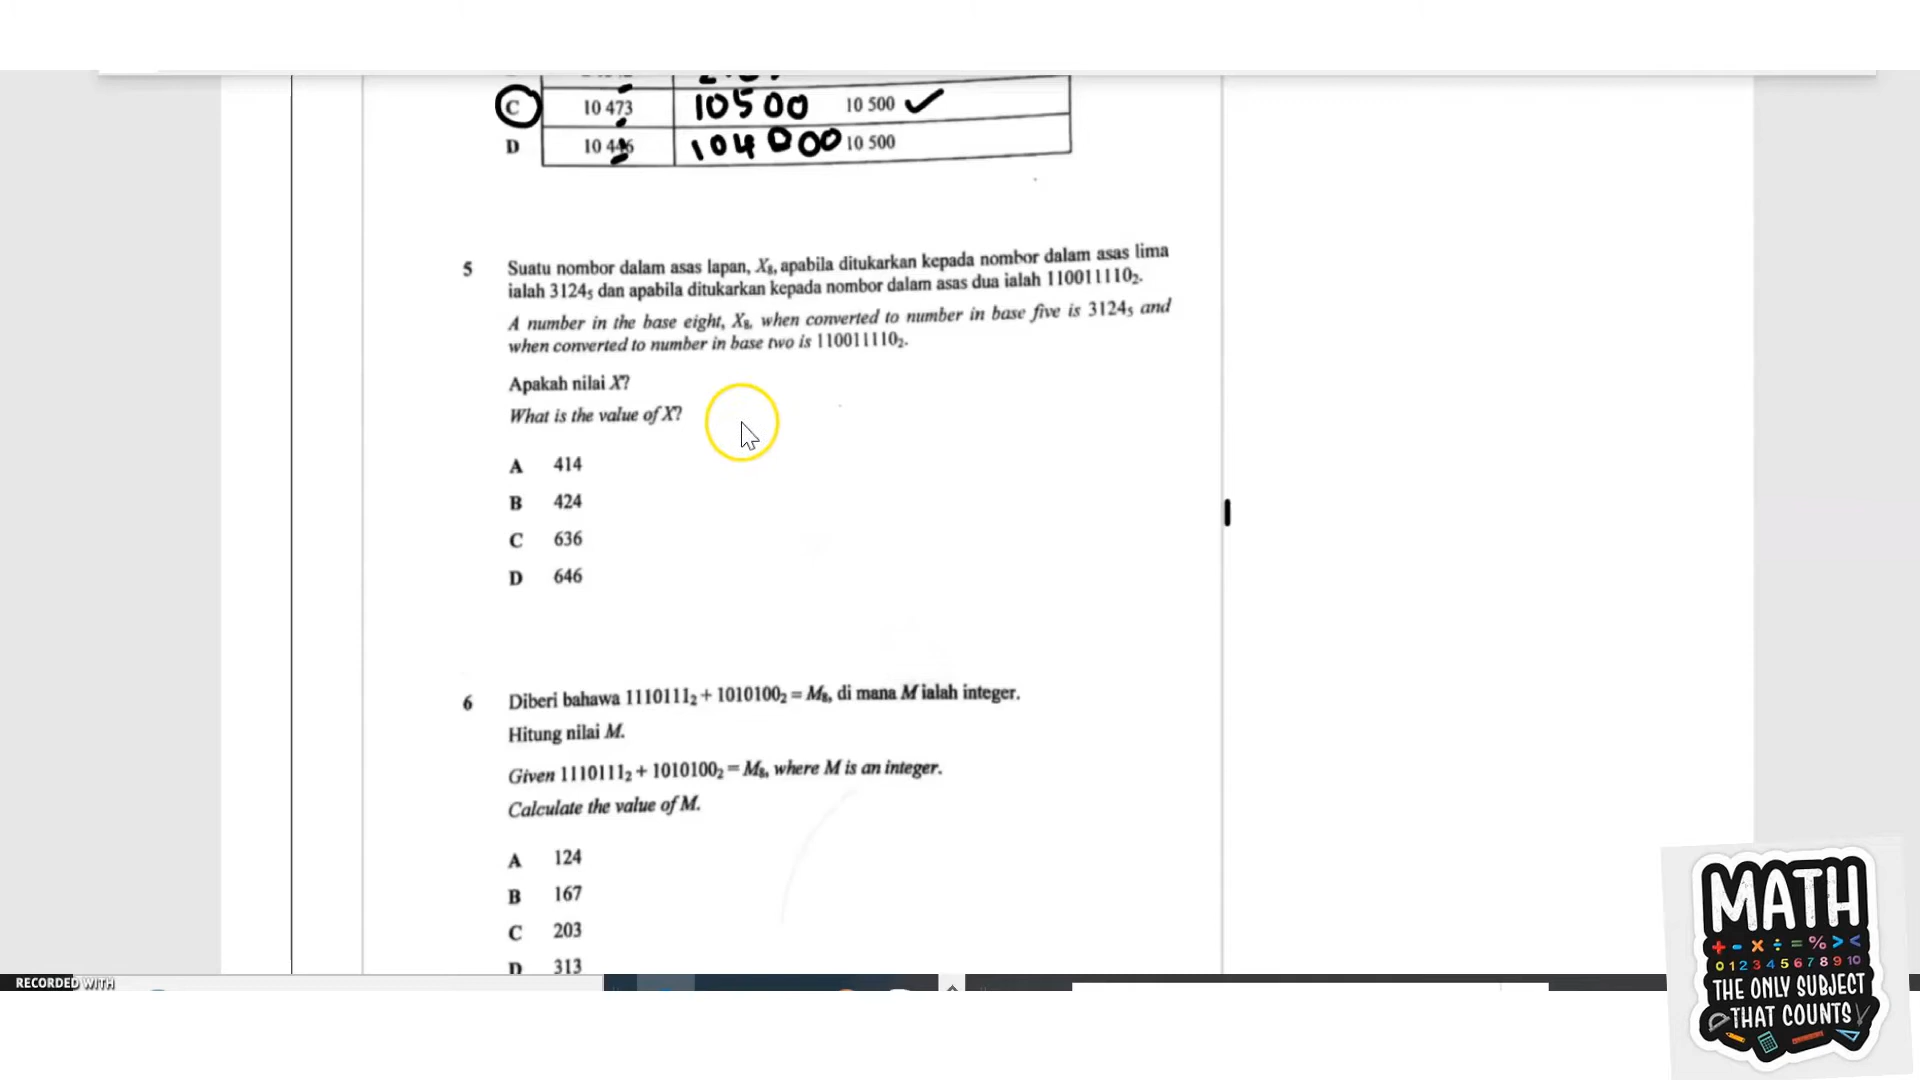 C 10 473 10500 10 500
D 10 446 104000 10 500
5 Suatu nombor dalam asas lapan, X₈, apabila ditukarkan kepada nombor dalam asas lima
ialah 3124₅ dan apabila ditukarkan kepada nombor dalam asas dua ialah 110011110₂.
A number in the base eight, X₈, when converted to number in base five is 3124₅ and
when converted to number in base two is 110011110₂.
Apakah nilai X?
What is the value of X?
A 414
B 424
C 636
D 646
6 Diberi bahawa 1110111₂ + 1010100₂ = M₈, di mana M ialah integer.
Hitung nilai M.
Given 1110111₂ + 1010100₂ = M₈, where M is an integer.
Calculate the value of M.
A 124
B 167
C 203
D 313
RECORDED WITH
MATH
+ - × ÷ = % > <
0 1 2 3 4 5 6 7 8 9 10
THE ONLY SUBJECT
THAT COUNTS